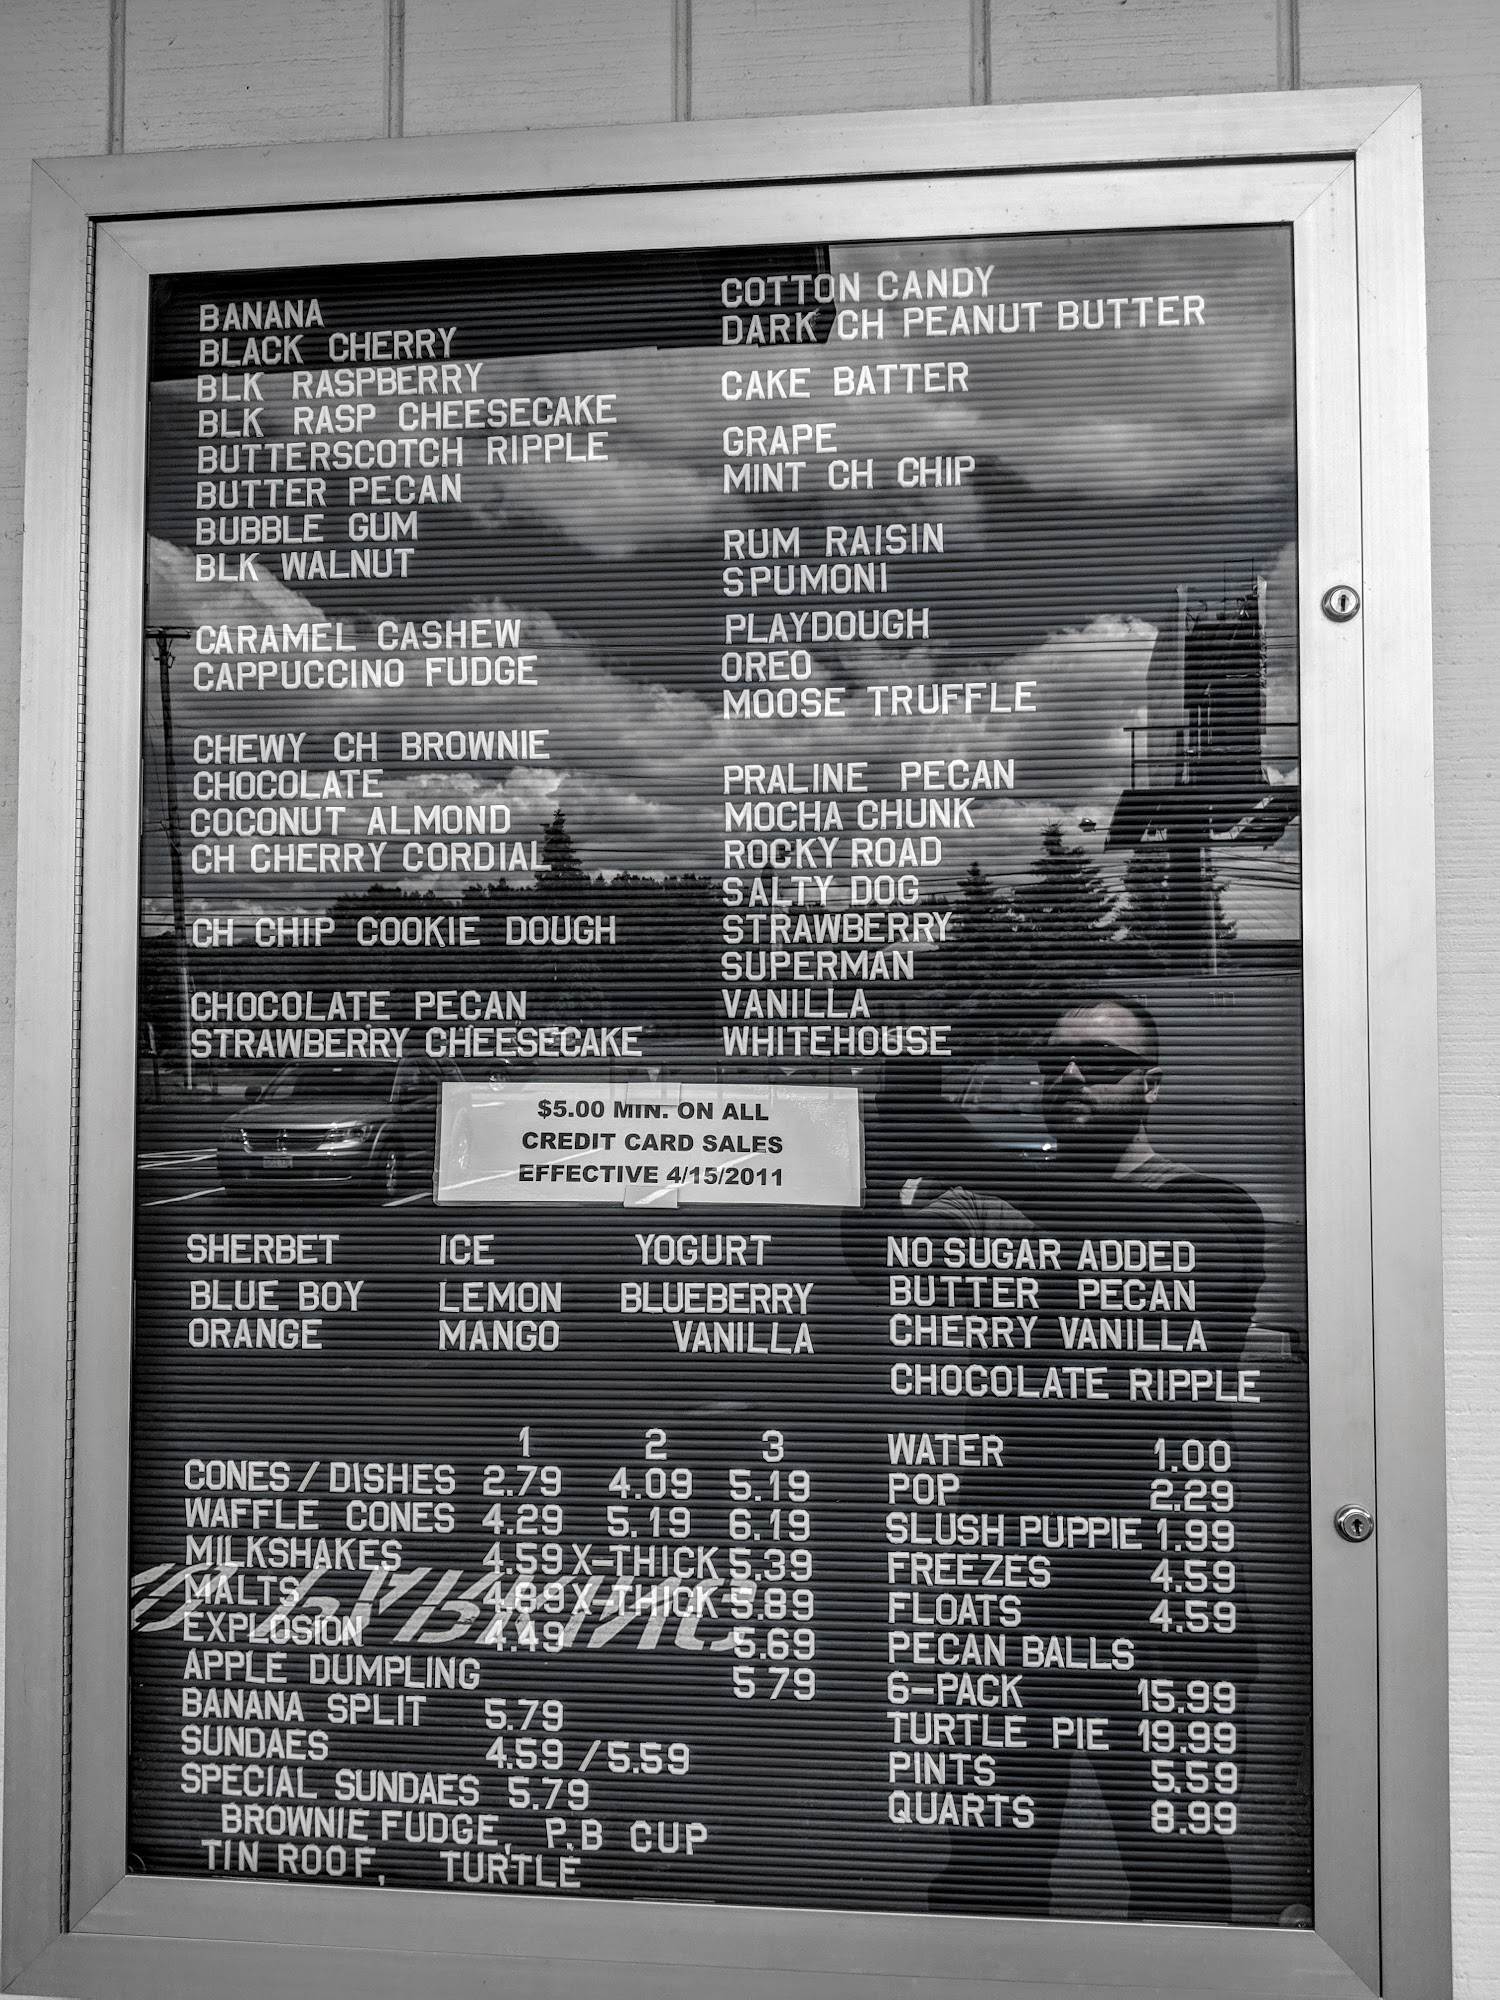 BANANA
BLACK CHERRY
BLK RASPBERRY
BLK RASP CHEESECAKE
BUTTERSCOTCH RIPPLE
BUTTER PECAN
BUBBLE GUM
BLK WALNUT
CARAMEL CASHEW
CAPPUCCINO FUDGE
CHEWY CH BROWNIE
CHOCOLATE
COCONUT ALMOND
CH CHERRY CORDIAL
CH CHIP COOKIE DOUGH
CHOCOLATE PECAN
STRAWBERRY CHEESECAKE
COTTON CANDY
DARK CH PEANUT BUTTER
CAKE BATTER
GRAPE
MINT CH CHIP
RUM RAISIN
SPUMONI
PLAYDOUGH
OREO
MOOSE TRUFFLE
PRALINE PECAN
MOCHA CHUNK
ROCKY ROAD
SALTY DOG
STRAWBERRY
SUPERMAN
VANILLA
WHITEHOUSE
$5.00 MIN. ON ALL
CREDIT CARD SALES
EFFECTIVE 4/15/2011
SHERBET ICE YOGURT
BLUE BOY LEMON BLUEBERRY
ORANGE MANGO VANILLA
NO SUGAR ADDED
BUTTER PECAN
CHERRY VANILLA
CHOCOLATE RIPPLE
1 2 3
CONES/DISHES 2.79 4.09 5.19
WAFFLE CONES 4.29 5.19 6.19
MILKSHAKES 4.59 X-THICK 5.39
MALTS 4.89 X-THICK 5.89
EXPLOSION 4.49 5.69
APPLE DUMPLING 5 79
BANANA SPLIT 5.79
SUNDAES 4.59 / 5.59
SPECIAL SUNDAES 5.79
BROWNIE FUDGE, P.B CUP
TIN ROOF, TURTLE
WATER 1.00
POP 2.29
SLUSH PUPPIE 1.99
FREEZES 4.59
FLOATS 4.59
PECAN BALLS
6-PACK 15.99
TURTLE PIE 19.99
PINTS 5.59
QUARTS 8.99